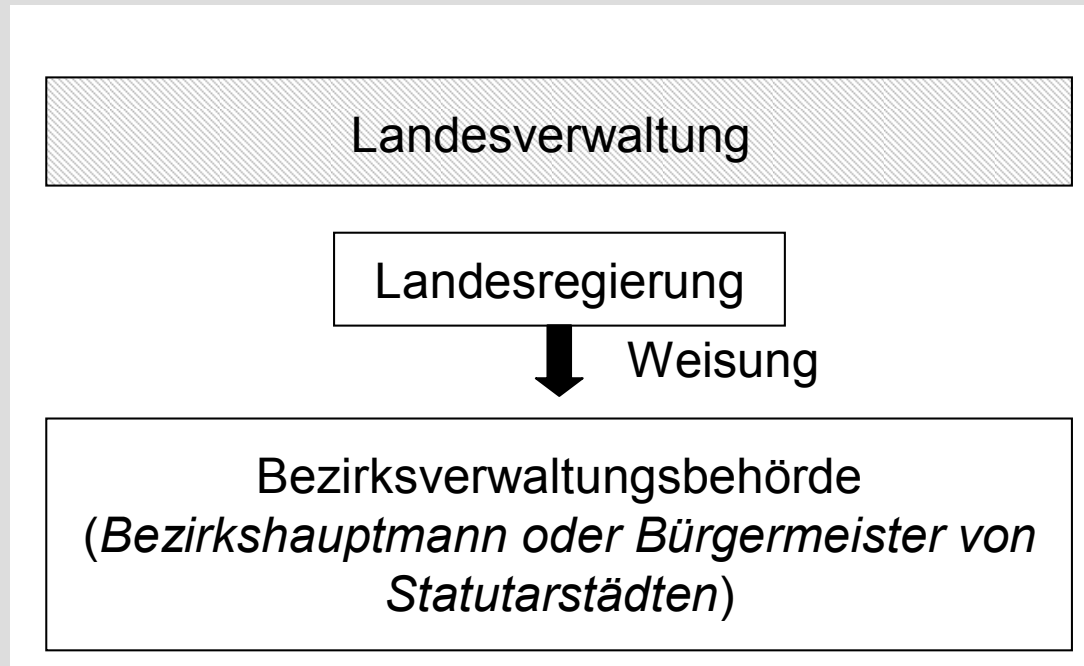 Landesverwaltung
Landesregierung
Weisung
Bezirksverwaltungsbehörde
(Bezirkshauptmann oder Bürgermeister von
Statutarstädten)